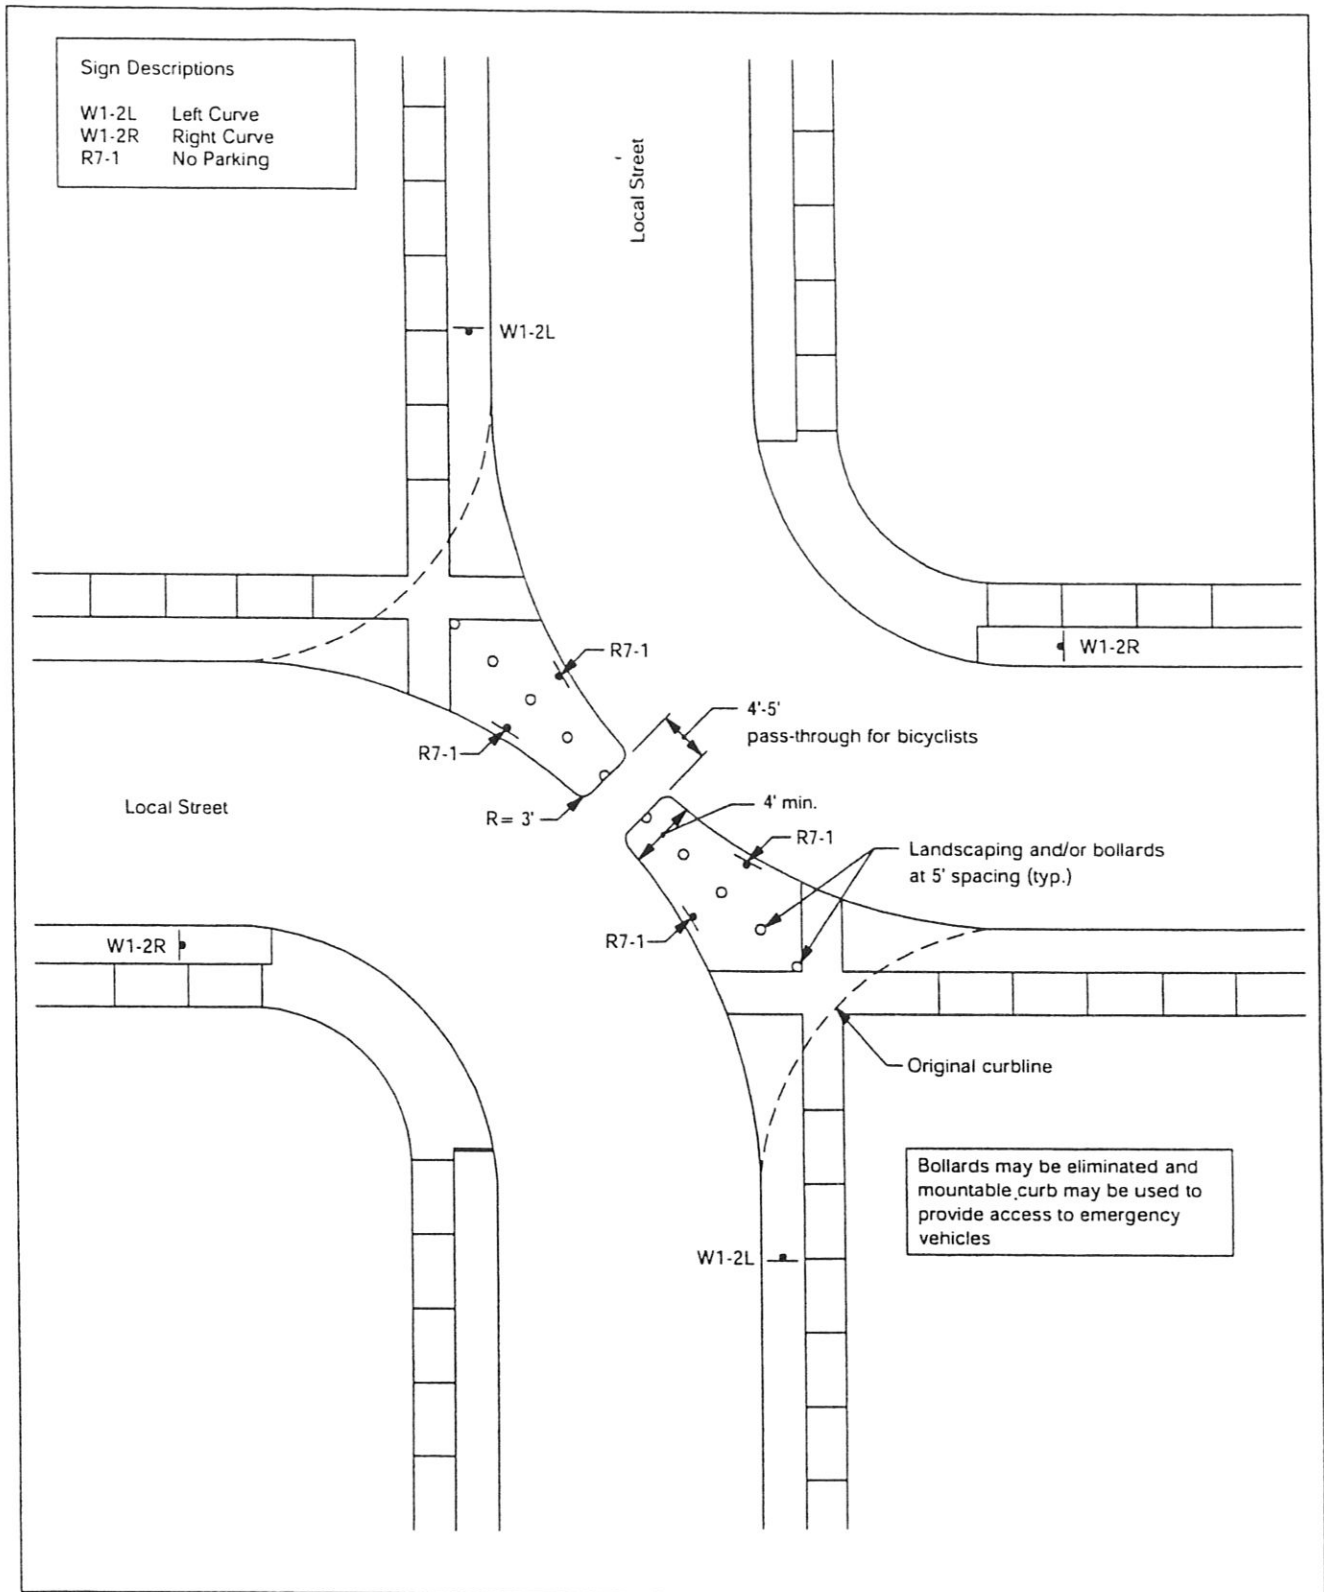 Sign Descriptions
W1-2L Left Curve
W1-2R Right Curve
R7-1 No Parking
Local Street
W1-2L
R7-1
W1-2R
4'-5'
pass-through for bicyclists
R7-1
Local Street
R= 3'
4' min.
R7-1
Landscaping and/or bollards
at 5' spacing (typ.)
R7-1
W1-2R
Original curbline
Bollards may be eliminated and
mountable curb may be used to
provide access to emergency
vehicles
W1-2L